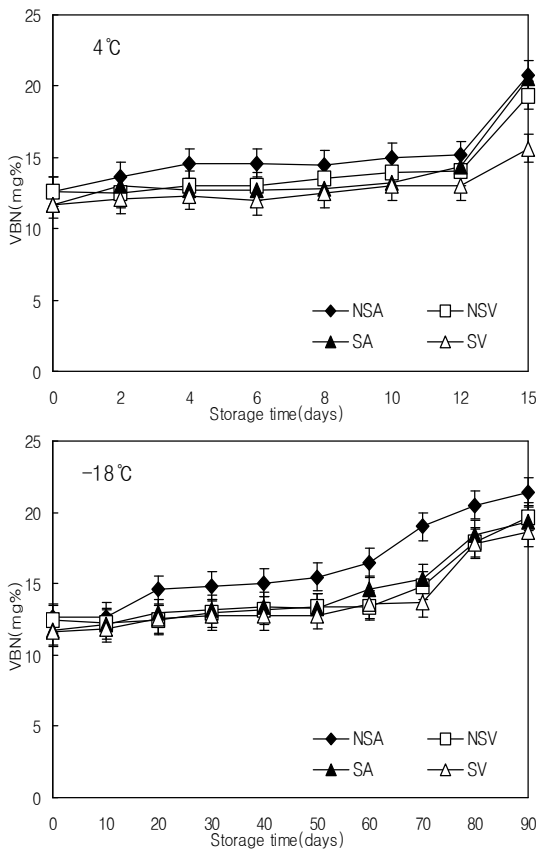 25
4℃
20
15
10
5
0
VBN(mg%)
NSA
NSV
SA
SV
0 2 4 6 8 10 12 15
Storage time(days)
25
-18℃
20
15
10
5
0
VBN(mg%)
NSA
NSV
SA
SV
0 10 20 30 40 50 60 70 80 90
Storage time(days)